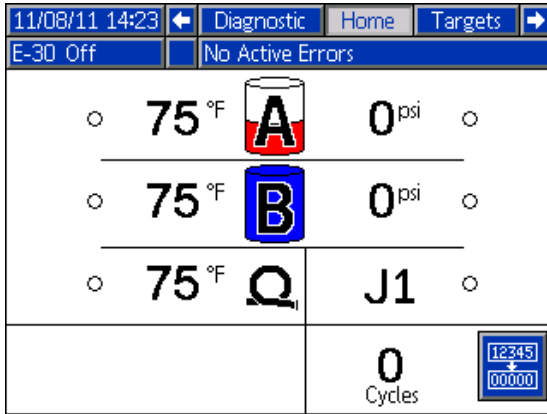 11/08/11 14:23 Diagnostic Home Targets
E-30 Off No Active Errors
75 °F A 0 psi
75 °F B 0 psi
75 °F J1
0
Cycles
12345
00000